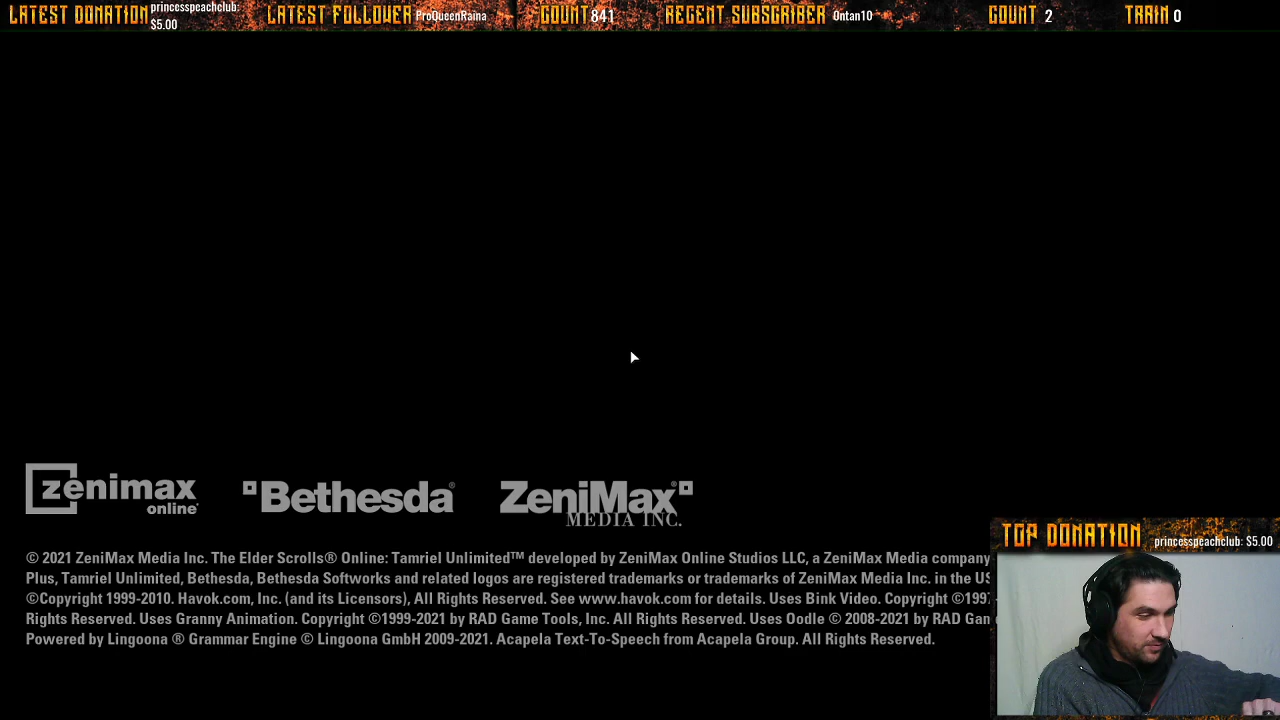 LATEST DONATION princesspeachclub: $5.00 LATEST FOLLOWER ProQueenRaina COUNT 841 RECENT SUBSCRIBER Ontan10 COUNT 2 TRAIN 0
zenimax online
Bethesda®
ZeniMax® MEDIA INC.
© 2021 ZeniMax Media Inc. The Elder Scrolls® Online: Tamriel Unlimited™ developed by ZeniMax Online Studios LLC, a ZeniMax Media company
Plus, Tamriel Unlimited, Bethesda, Bethesda Softworks and related logos are registered trademarks or trademarks of ZeniMax Media Inc. in the US
©Copyright 1999-2010. Havok.com, Inc. (and its Licensors), All Rights Reserved. See www.havok.com for details. Uses Bink Video. Copyright ©199
Rights Reserved. Uses Granny Animation. Copyright ©1999-2021 by RAD Game Tools, Inc. All Rights Reserved. Uses Oodle © 2008-2021 by RAD Gam
Powered by Lingoona ® Grammar Engine © Lingoona GmbH 2009-2021. Acapela Text-To-Speech from Acapela Group. All Rights Reserved.
TOP DONATION princesspeachclub: $5.00